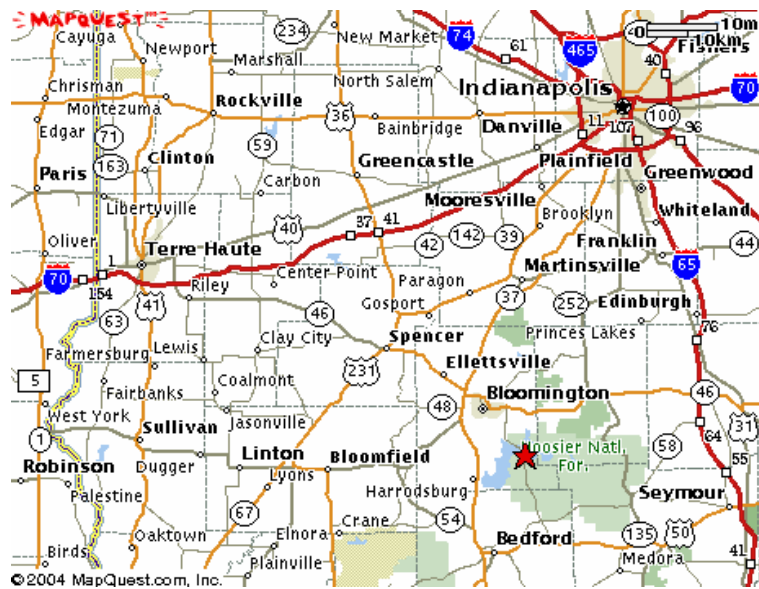 MAPQUEST
Cayuga
Newport
234
New Market
74
61
465
40
10m
10km
Fishers
Marshall
North Salem
Indianapolis
40
70
Chrisman
Montezuma
Rockville
36
Bainbridge
Danville
11
107
100
96
Edgar
71
59
Greencastle
Plainfield
163
Clinton
Paris
Carbon
Mooresville
Greenwood
Libertyville
Whiteland
40
37
41
Brooklyn
Oliver
Terre Haute
42
142
39
Franklin
44
70
1
Center Point
Paragon
Martinsville
65
154
Riley
41
Gosport
37
252
Edinburgh
63
46
Princes Lakes
76
Farmersburg
Lewis
Clay City
Spencer
Ellettsville
231
5
Fairbanks
Coalmont
Bloomington
46
West York
Jasonville
48
31
1
Sullivan
64
58
Hoosier Natl.
For.
Robinson
Dugger
Linton
Bloomfield
55
Palestine
Lyons
Harrodsburg
Seymour
67
54
Crane
Oaktown
Elnora
Bedford
135
50
Birds
Plainville
Medora
41
©2004 MapQuest.com, Inc.